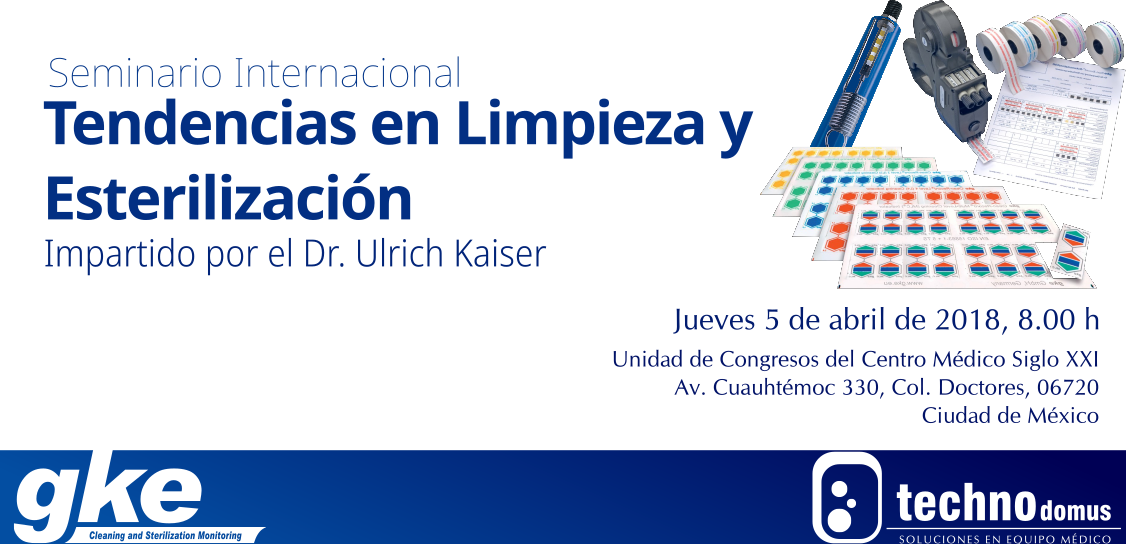 Seminario Internacional
Tendencias en Limpieza y
Esterilización
Impartido por el Dr. Ulrich Kaiser
Jueves 5 de abril de 2018, 8.00 h
Unidad de Congresos del Centro Médico Siglo XXI
Av. Cuauhtémoc 330, Col. Doctores, 06720
Ciudad de México
gke
Cleaning and Sterilization Monitoring
techno domus
SOLUCIONES EN EQUIPO MÉDICO